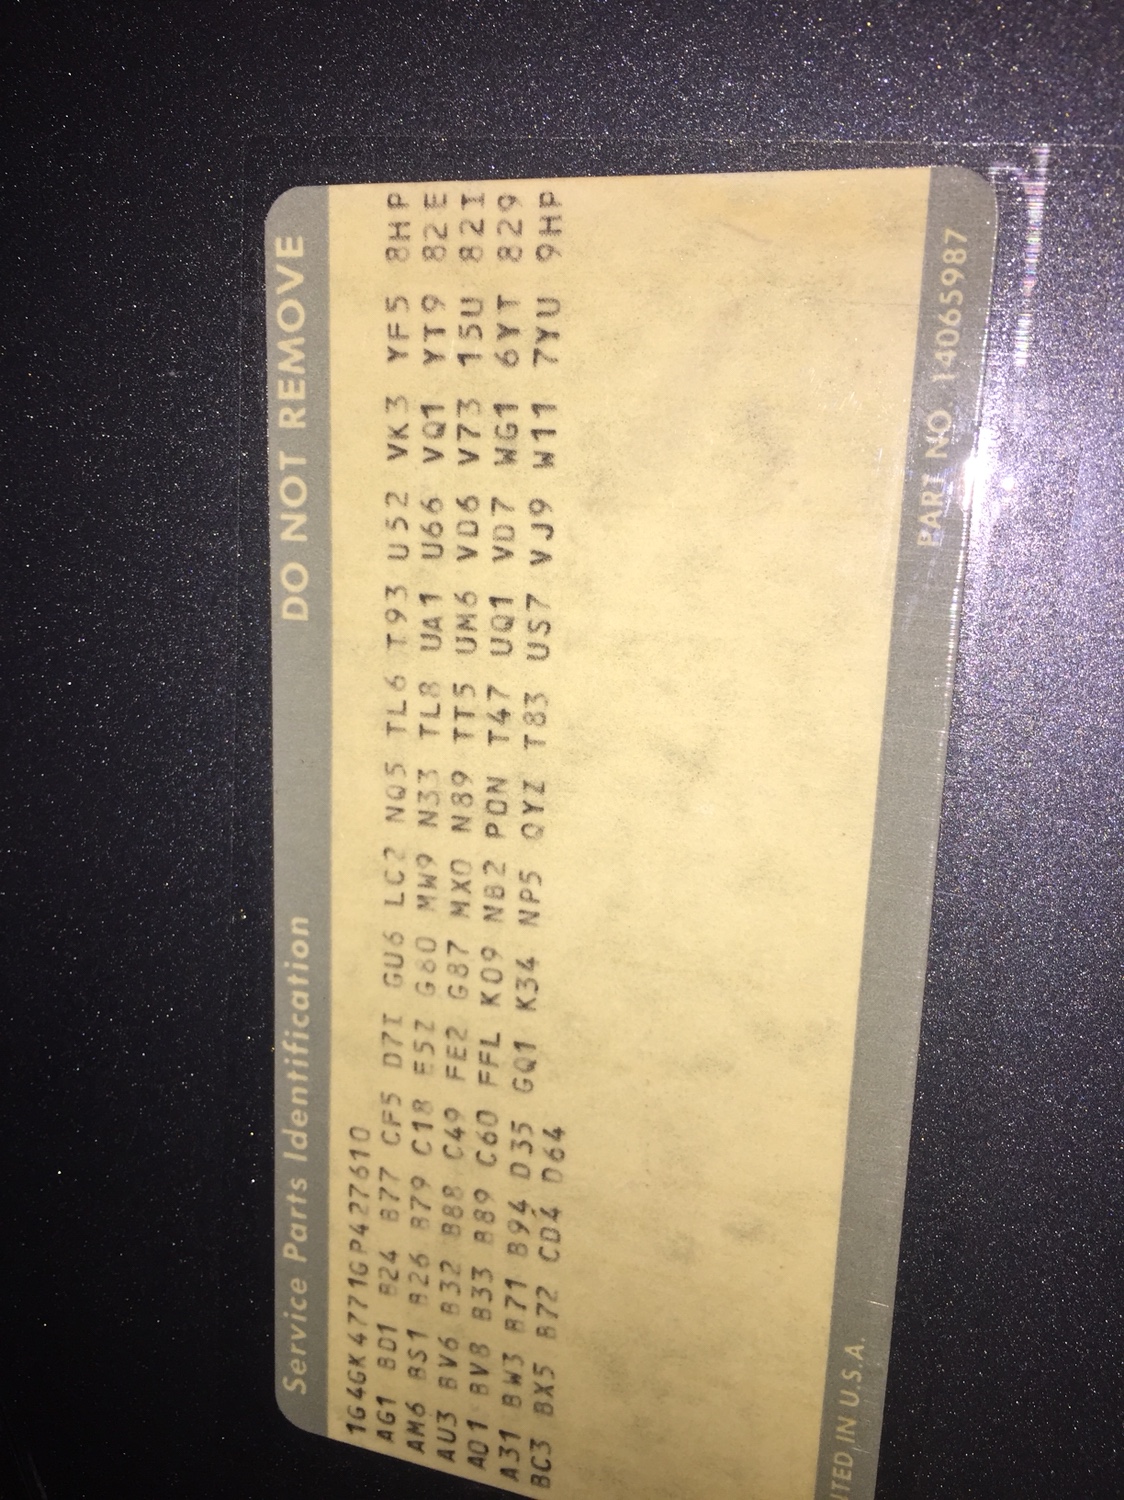 Service Parts Identification DO NOT REMOVE
1G4GK4771GP427610
AG1 BD1 B24 B77 CF5 D7I GU6 LC2 NQ5 TL6 T93 U52 VK3 YF5 8HP
AM6 BS1 B26 B79 C18 E5Z G80 MW9 N33 TL8 UA1 U66 VQ1 YT9 82E
AU3 BV6 B32 B88 C49 FE2 G87 MX0 N89 TT5 UM6 VD6 V73 15U 82I
A01 BV8 B33 B89 C60 FFL K09 NB2 PDN T47 UQ1 VD7 WG1 6YT 829
A31 BW3 B71 B94 D35 GQ1 K34 NP5 QYZ T83 US7 VJ9 W11 7YU 9HP
BC3 BX5 B72 CD4 D64
ITED IN U.S.A. PART NO. 14065987